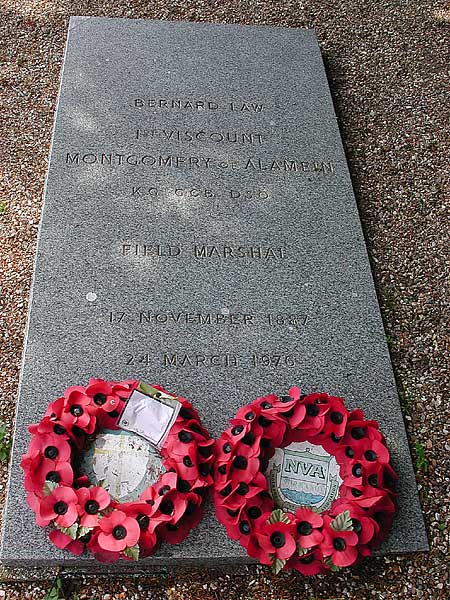 BERNARD LAW
1ST VISCOUNT
MONTGOMERY OF ALAMEIN
KG GCB DSO
FIELD MARSHAL
17 NOVEMBER 1887
24 MARCH 1976
NVA